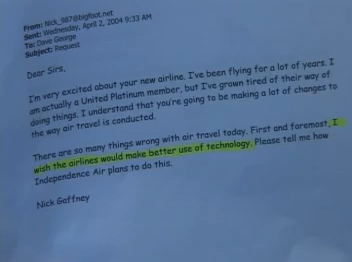 From: Nick_987@bigfoot.net
Sent: Wednesday, April 2, 2004 9:33 AM
To: Dave George
Subject: Request
Dear Sirs,
I'm very excited about your new airline. I've been flying for a lot of years. I
am actually a United Platinum member, but I've grown tired of their way of
doing things. I understand that you're going to be making a lot of changes to
the way air travel is conducted.
There are so many things wrong with air travel today. First and foremost, I
wish the airlines would make better use of technology. Please tell me how
Independence Air plans to do this.
Nick Gaffney